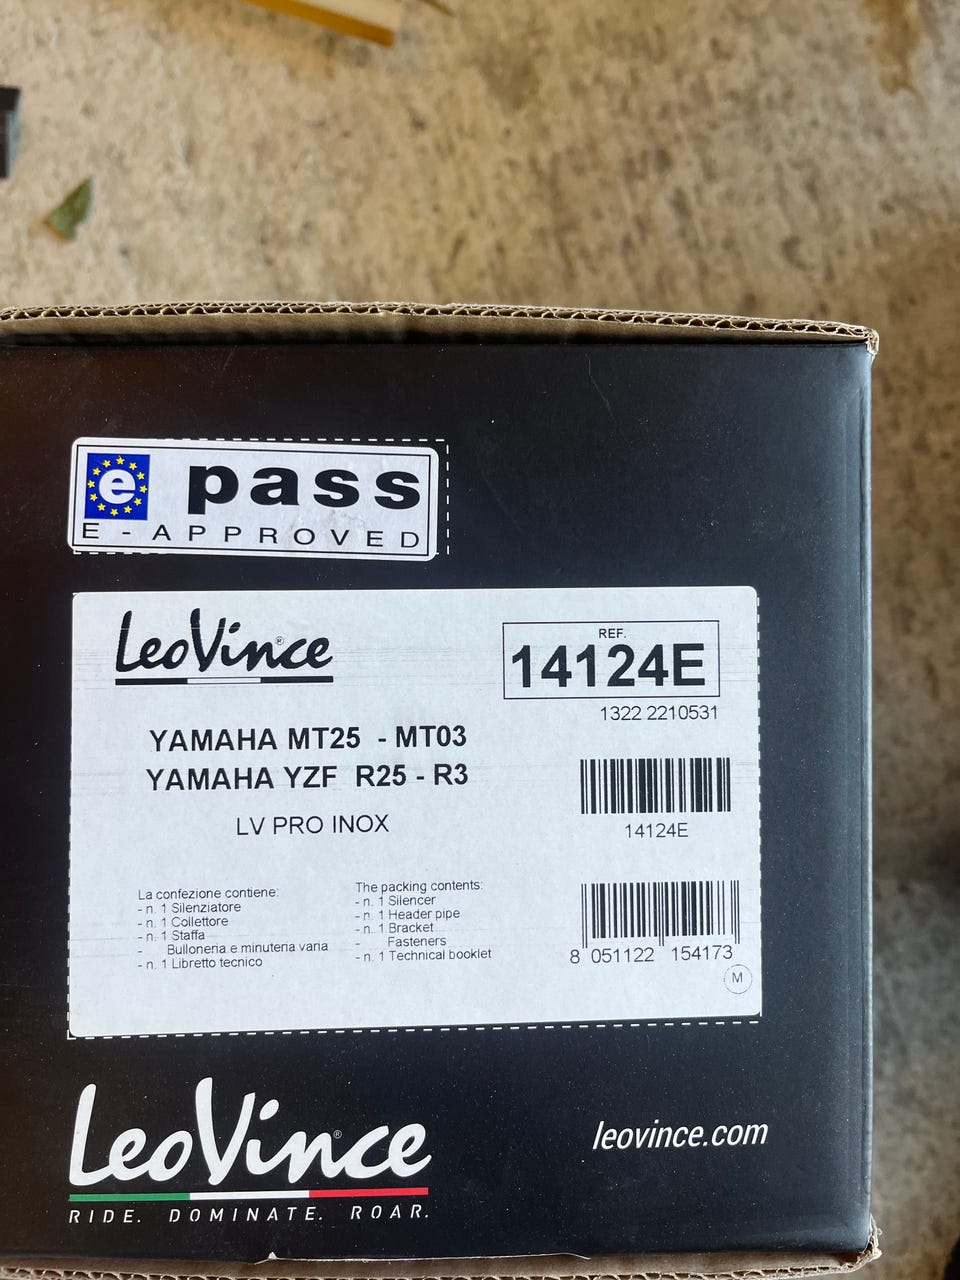 e pass
E - APPROVED
LeoVince®
REF.
14124E
1322 2210531
YAMAHA MT25 - MT03
YAMAHA YZF R25 - R3
LV PRO INOX
14124E
La confezione contiene:
- n. 1 Silenziatore
- n. 1 Collettore
- n. 1 Staffa
- Bulloneria e minuteria varia
- n. 1 Libretto tecnico
The packing contents:
- n. 1 Silencer
- n. 1 Header pipe
- n. 1 Bracket
- Fasteners
- n. 1 Technical booklet
8 051122 154173
M
LeoVince®
RIDE. DOMINATE. ROAR.
leovince.com